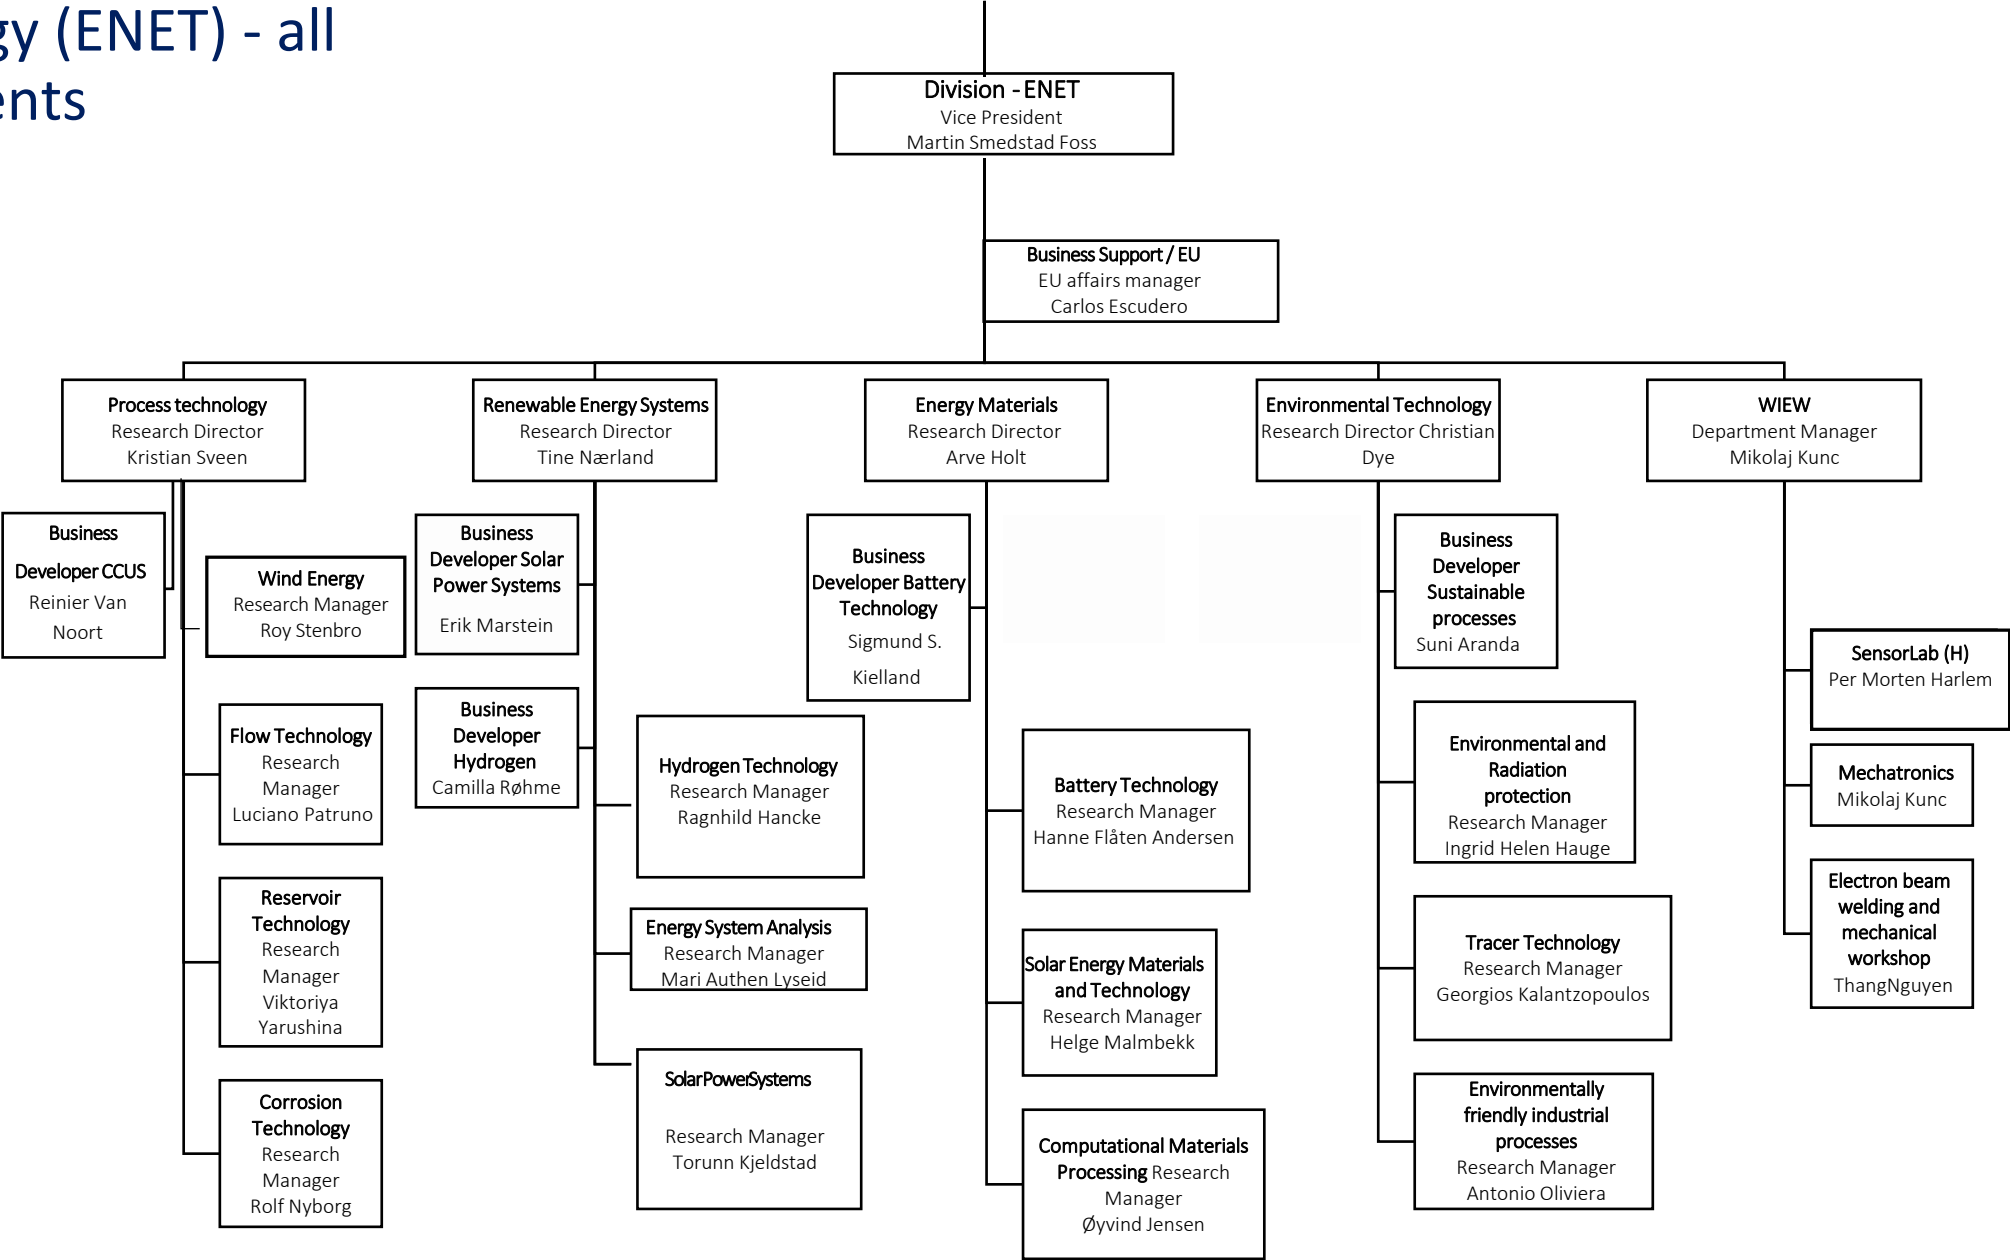 gy (ENET) - all
ents
Division - ENET
Vice President
Martin Smedstad Foss
Business Support / EU
EU affairs manager
Carlos Escudero
Process technology
Research Director
Kristian Sveen
Renewable Energy Systems
Research Director
Tine Nærland
Energy Materials
Research Director
Arve Holt
Environmental Technology
Research Director Christian
Dye
WIEW
Department Manager
Mikolaj Kunc
Business
Developer CCUS
Reinier Van
Noort
Wind Energy
Research Manager
Roy Stenbro
Flow Technology
Research
Manager
Luciano Patruno
Reservoir
Technology
Research
Manager
Viktoriya
Yarushina
Corrosion
Technology
Research
Manager
Rolf Nyborg
Business
Developer Solar
Power Systems
Erik Marstein
Business
Developer
Hydrogen
Camilla Røhme
Hydrogen Technology
Research Manager
Ragnhild Hancke
Energy System Analysis
Research Manager
Mari Authen Lyseid
SolarPowerSystems
Research Manager
Torunn Kjeldstad
Business
Developer Battery
Technology
Sigmund S.
Kielland
Battery Technology
Research Manager
Hanne Flåten Andersen
Solar Energy Materials
and Technology
Research Manager
Helge Malmbekk
Computational Materials
Processing Research
Manager
Øyvind Jensen
Business
Developer
Sustainable
processes
Suni Aranda
Environmental and
Radiation
protection
Research Manager
Ingrid Helen Hauge
Tracer Technology
Research Manager
Georgios Kalantzopoulos
Environmentally
friendly industrial
processes
Research Manager
Antonio Oliviera
SensorLab (H)
Per Morten Harlem
Mechatronics
Mikolaj Kunc
Electron beam
welding and
mechanical
workshop
ThangNguyen